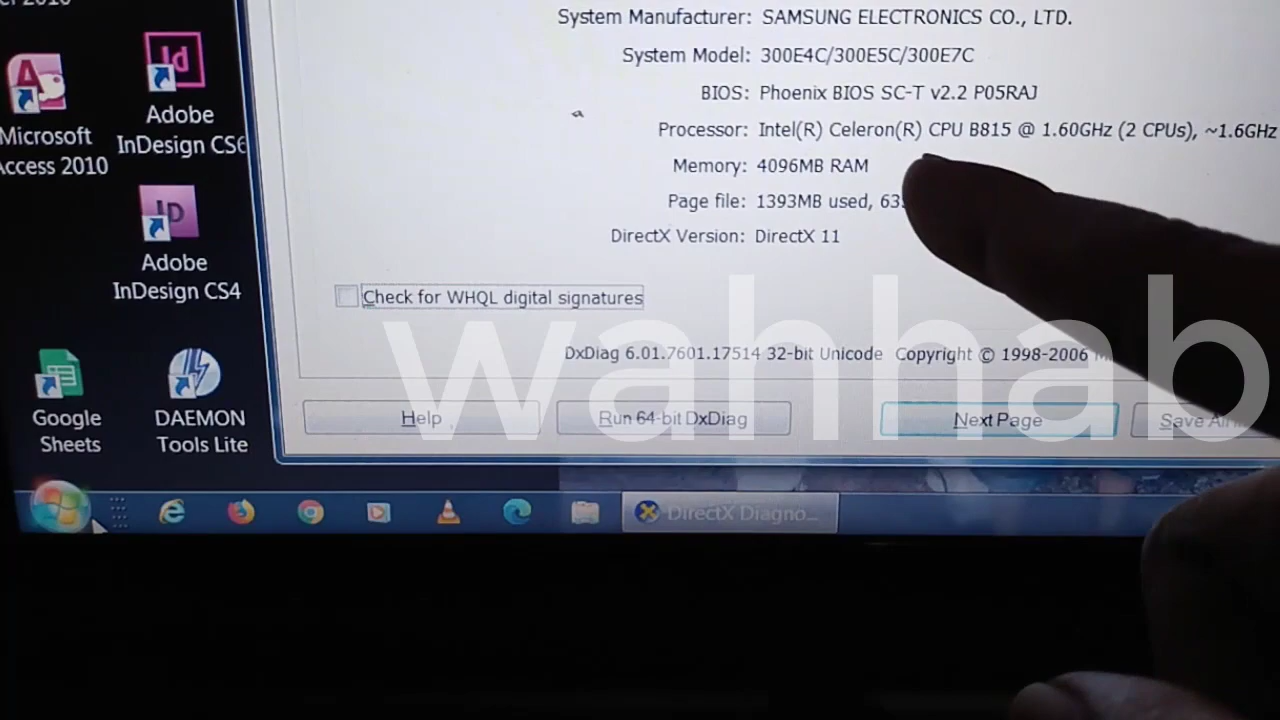 System Manufacturer: SAMSUNG ELECTRONICS CO., LTD.
System Model: 300E4C/300E5C/300E7C
BIOS: Phoenix BIOS SC-T v2.2 P05RAJ
Processor: Intel(R) Celeron(R) CPU B815 @ 1.60GHz (2 CPUs), ~1.6GHz
Memory: 4096MB RAM
Page file: 1393MB used,
DirectX Version: DirectX 11
Check for WHQL digital signatures
DxDiag 6.01.7601.17514 32-bit Unicode Copyright © 1998-2006
Help
Run 64-bit DxDiag
Next Page
Save All
2010
Microsoft
Access 2010
Adobe
InDesign CS6
Adobe
InDesign CS4
Google
Sheets
DAEMON
Tools Lite
DirectX Diagno...
wahhab